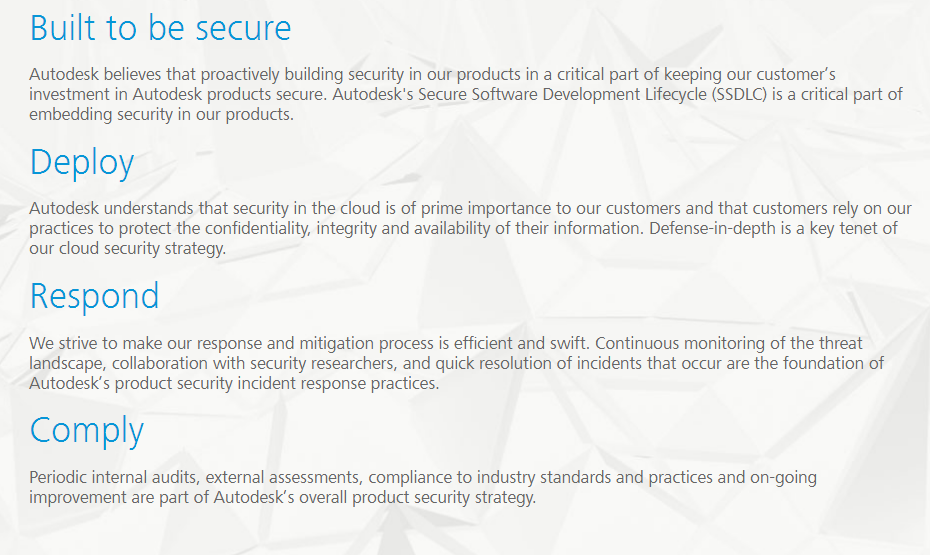 Built to be secure
Autodesk believes that proactively building security in our products in a critical part of keeping our customer’s
investment in Autodesk products secure. Autodesk's Secure Software Development Lifecycle (SSDLC) is a critical part of
embedding security in our products.
Deploy
Autodesk understands that security in the cloud is of prime importance to our customers and that customers rely on our
practices to protect the confidentiality, integrity and availability of their information. Defense-in-depth is a key tenet of
our cloud security strategy.
Respond
We strive to make our response and mitigation process is efficient and swift. Continuous monitoring of the threat
landscape, collaboration with security researchers, and quick resolution of incidents that occur are the foundation of
Autodesk’s product security incident response practices.
Comply
Periodic internal audits, external assessments, compliance to industry standards and practices and on-going
improvement are part of Autodesk’s overall product security strategy.